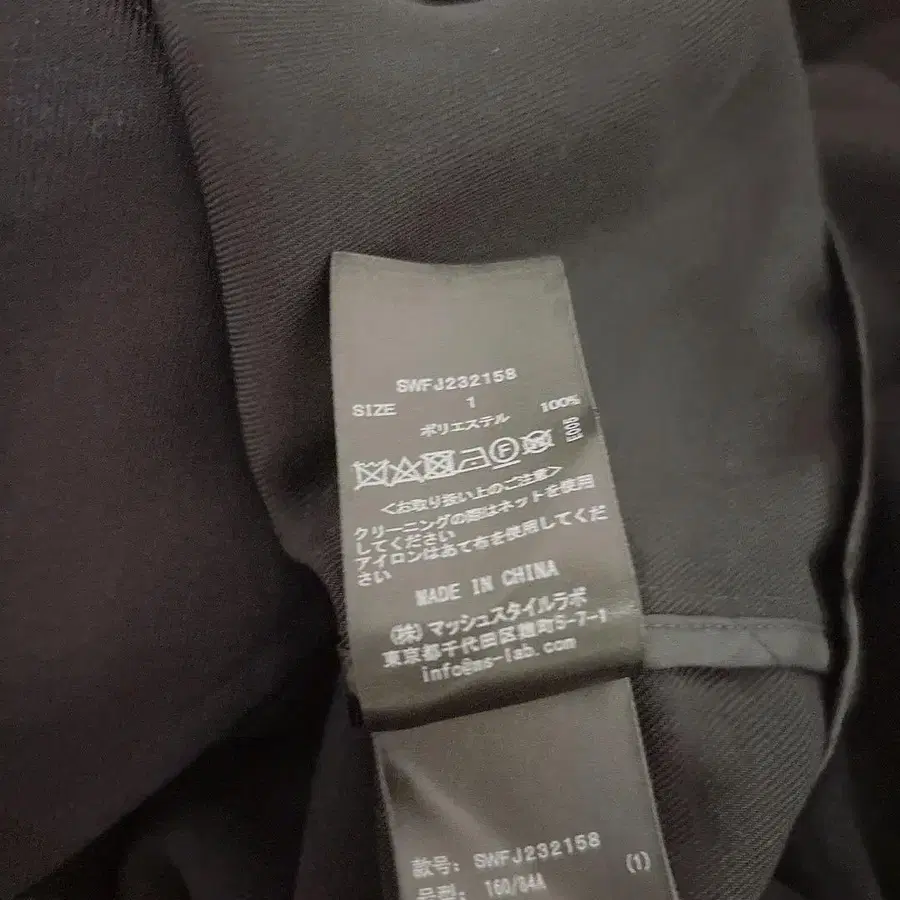 SWFJ232158
SIZE 1
ポリエステル 100%
E005
<お取り扱い上のご注意>
クリーニングの際はネットを使用
してください
アイロンはあて布を使用してくだ
さい
MADE IN CHINA
(株)マッシュスタイルラボ
東京都千代田区麹町5-7-1
info@ms-lab.com
款号: SWFJ232158
号型: 160/84A (1)